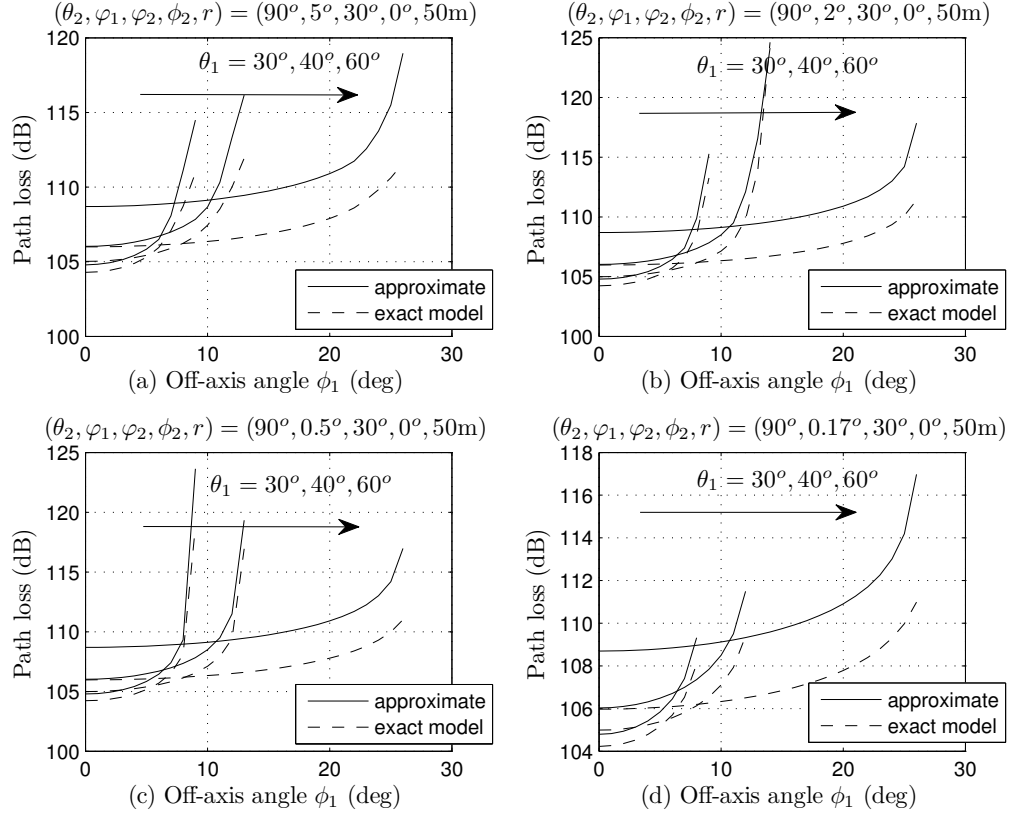 (θ₂, φ₁, φ₂, ϕ₂, r) = (90°, 5°, 30°, 0°, 50m)
120
115
110
105
100
Path loss (dB)
θ₁ = 30°, 40°, 60°
approximate
exact model
0 10 20 30
(a) Off-axis angle ϕ₁ (deg)
(θ₂, φ₁, φ₂, ϕ₂, r) = (90°, 2°, 30°, 0°, 50m)
125
120
115
110
105
100
Path loss (dB)
θ₁ = 30°, 40°, 60°
approximate
exact model
0 10 20 30
(b) Off-axis angle ϕ₁ (deg)
(θ₂, φ₁, φ₂, ϕ₂, r) = (90°, 0.5°, 30°, 0°, 50m)
125
120
115
110
105
100
Path loss (dB)
θ₁ = 30°, 40°, 60°
approximate
exact model
0 10 20 30
(c) Off-axis angle ϕ₁ (deg)
(θ₂, φ₁, φ₂, ϕ₂, r) = (90°, 0.17°, 30°, 0°, 50m)
118
116
114
112
110
108
106
104
Path loss (dB)
θ₁ = 30°, 40°, 60°
approximate
exact model
0 10 20 30
(d) Off-axis angle ϕ₁ (deg)